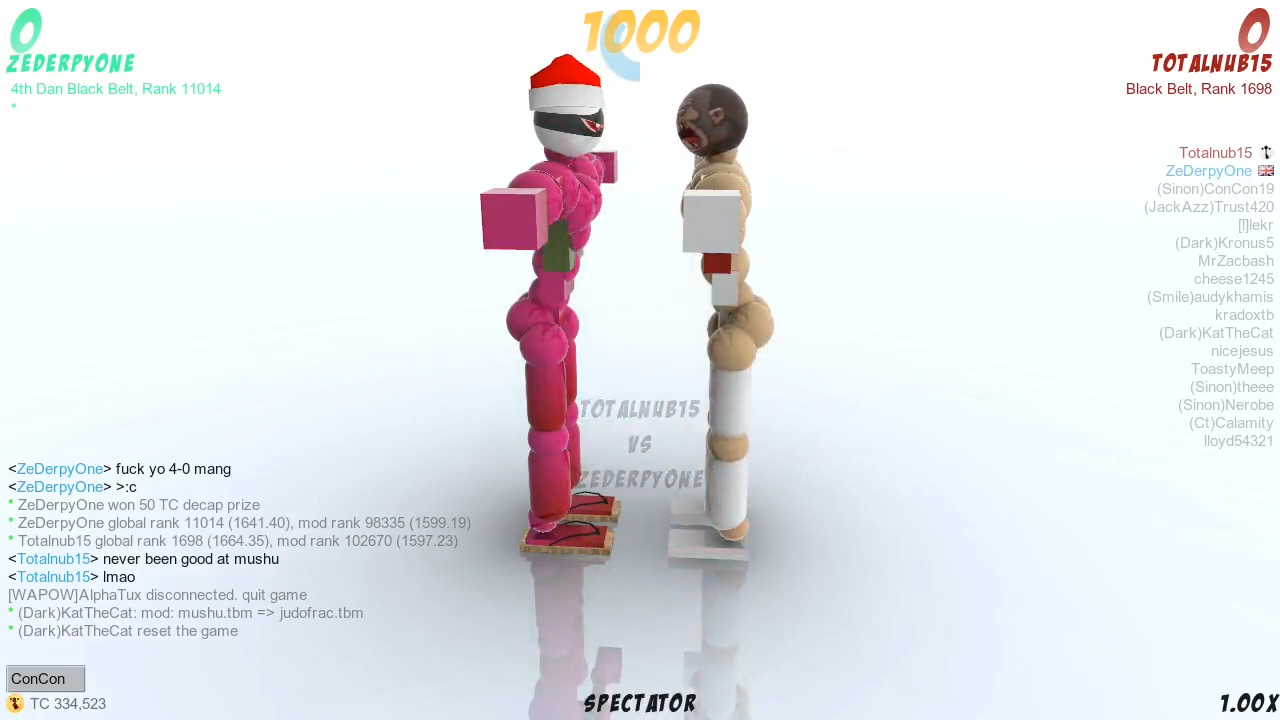 0
ZEDERPYONE
4th Dan Black Belt, Rank 11014
*
1000
0
TOTALNUB15
Black Belt, Rank 1698
Totalnub15
ZeDerpyOne
(Sinon)ConCon19
(JackAzz)Trust420
[l]lekr
(Dark)Kronus5
MrZacbash
cheese1245
(Smile)audykhamis
kradoxtb
(Dark)KatTheCat
nicejesus
ToastyMeep
(Sinon)theee
(Sinon)Nerobe
(Ct)Calamity
lloyd54321
TOTALNUB15
VS
ZEDERPYONE
<ZeDerpyOne> fuck yo 4-0 mang
<ZeDerpyOne> >:c
* ZeDerpyOne won 50 TC decap prize
* ZeDerpyOne global rank 11014 (1641.40), mod rank 98335 (1599.19)
* Totalnub15 global rank 1698 (1664.35), mod rank 102670 (1597.23)
<Totalnub15> never been good at mushu
<Totalnub15> lmao
[WAPOW]AlphaTux disconnected. quit game
* (Dark)KatTheCat: mod: mushu.tbm => judofrac.tbm
* (Dark)KatTheCat reset the game
ConCon
TC 334,523
SPECTATOR
1.00X